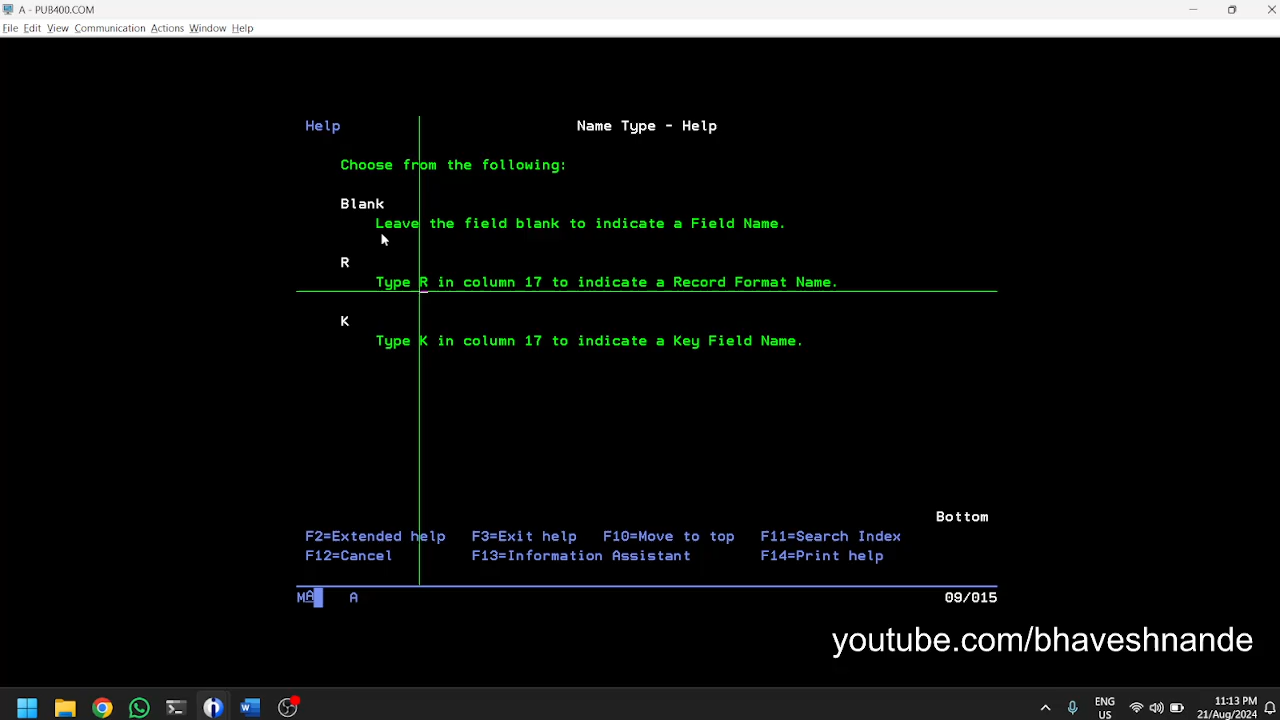 A - PUB400.COM
File Edit View Communication Actions Window Help
Help Name Type - Help
Choose from the following:
Blank
Leave the field blank to indicate a Field Name.
R
Type R in column 17 to indicate a Record Format Name.
K
Type K in column 17 to indicate a Key Field Name.
Bottom
F2=Extended help F3=Exit help F10=Move to top F11=Search Index
F12=Cancel F13=Information Assistant F14=Print help
MA A 09/015
youtube.com/bhaveshnande
ENG
US
11:13 PM
21/Aug/2024